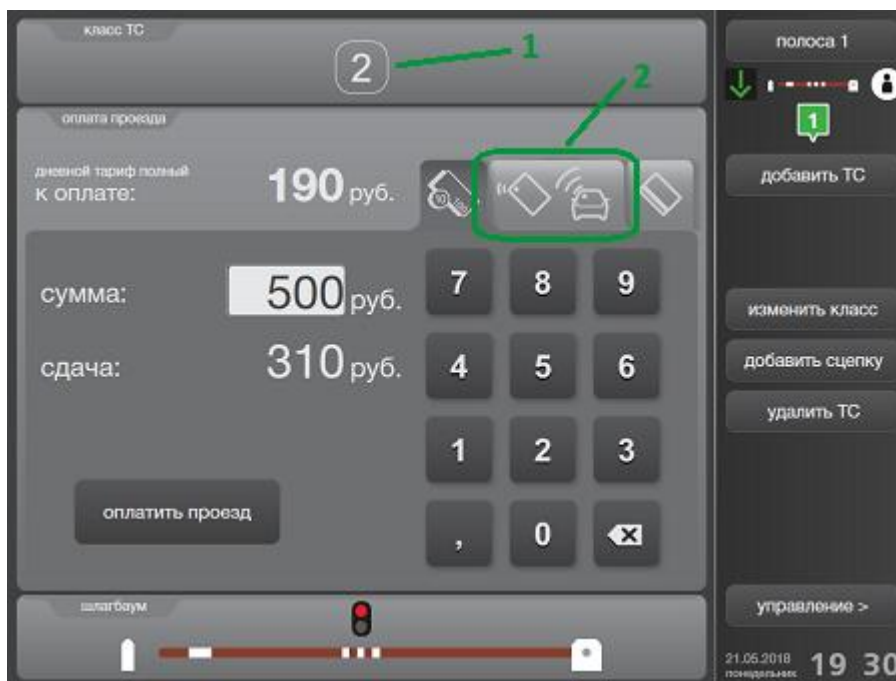 класс ТС
2
1
2
оплата проезда
дневной тариф полный
к оплате: 190 руб.
сумма: 500 руб.
сдача: 310 руб.
оплатить проезд
7 8 9
4 5 6
1 2 3
, 0
шлагбаум
полоса 1
1
добавить ТС
изменить класс
добавить сцепку
удалить ТС
управление >
21.05.2018
понедельник
19 30